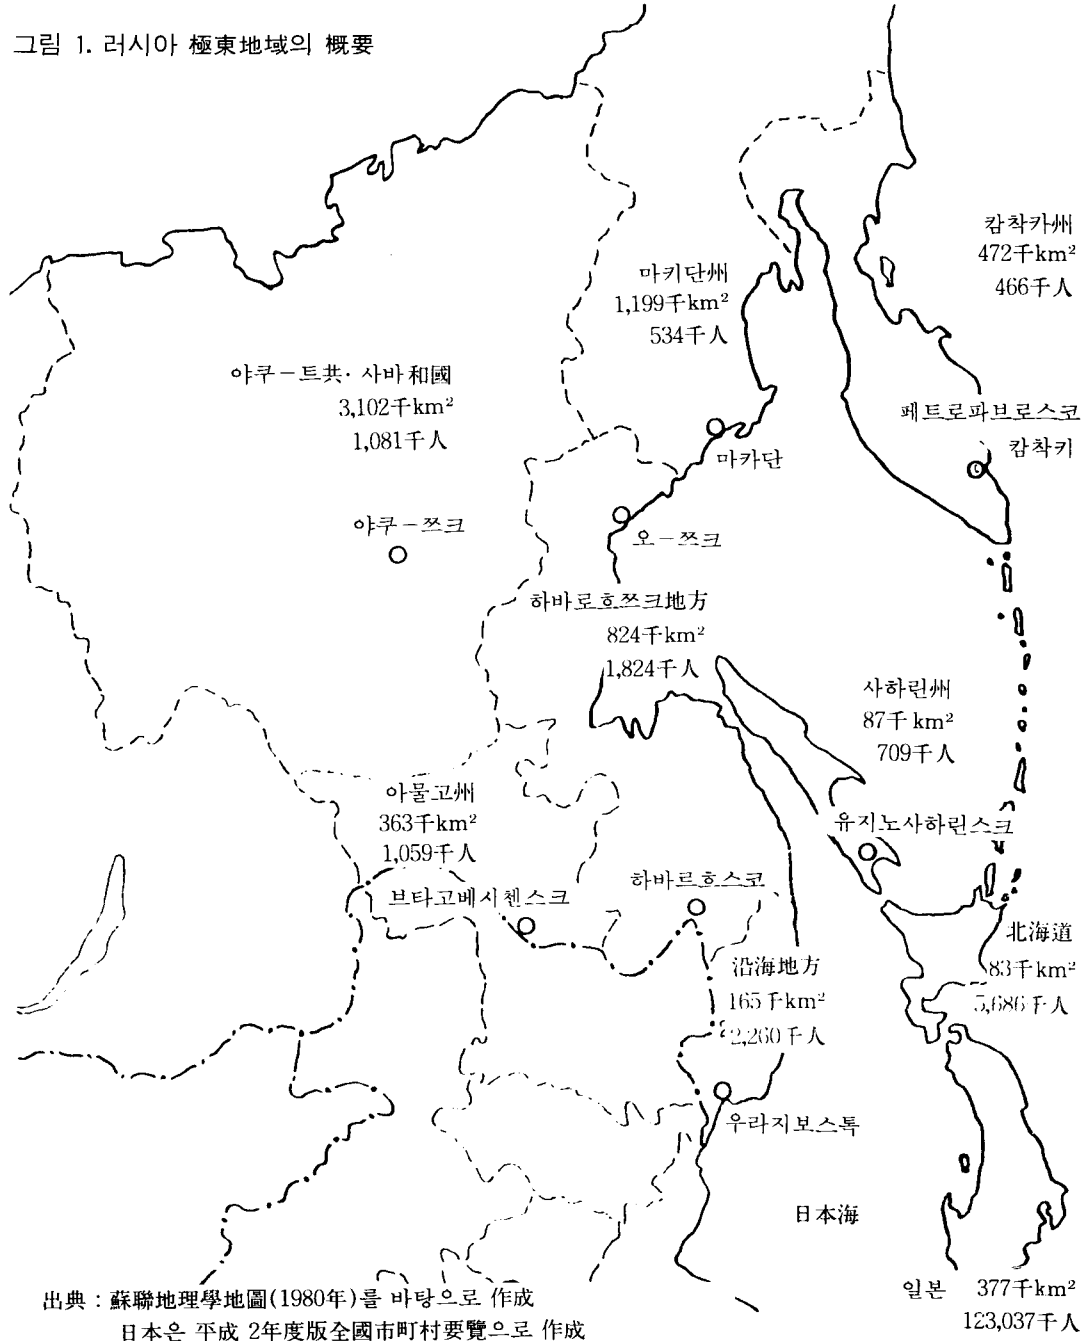 그림 1. 러시아 極東地域의 概要
캄착카州
472千km²
466千人
마키단州
1,199千km²
534千人
야쿠-트共· 사바和國
3,102千km²
1,081千人
페트로파브로스코
캄착키
마카단
야쿠-쯔크
오-쯔크
하바로흐쯔크地方
824千km²
1,824千人
사하린州
87千km²
709千人
아물고州
363千km²
1,059千人
유지노사하린스크
브타고베시첸스크
하바르흐스코
北海道
83千km²
5,686千人
沿海地方
165千km²
2,260千人
우라지보스톡
日本海
일본 377千km²
123,037千人
出典 : 蘇聯地理學地圖(1980年)를 바탕으로 作成
日本은 平成 2年度版全國市町村要覽으로 作成